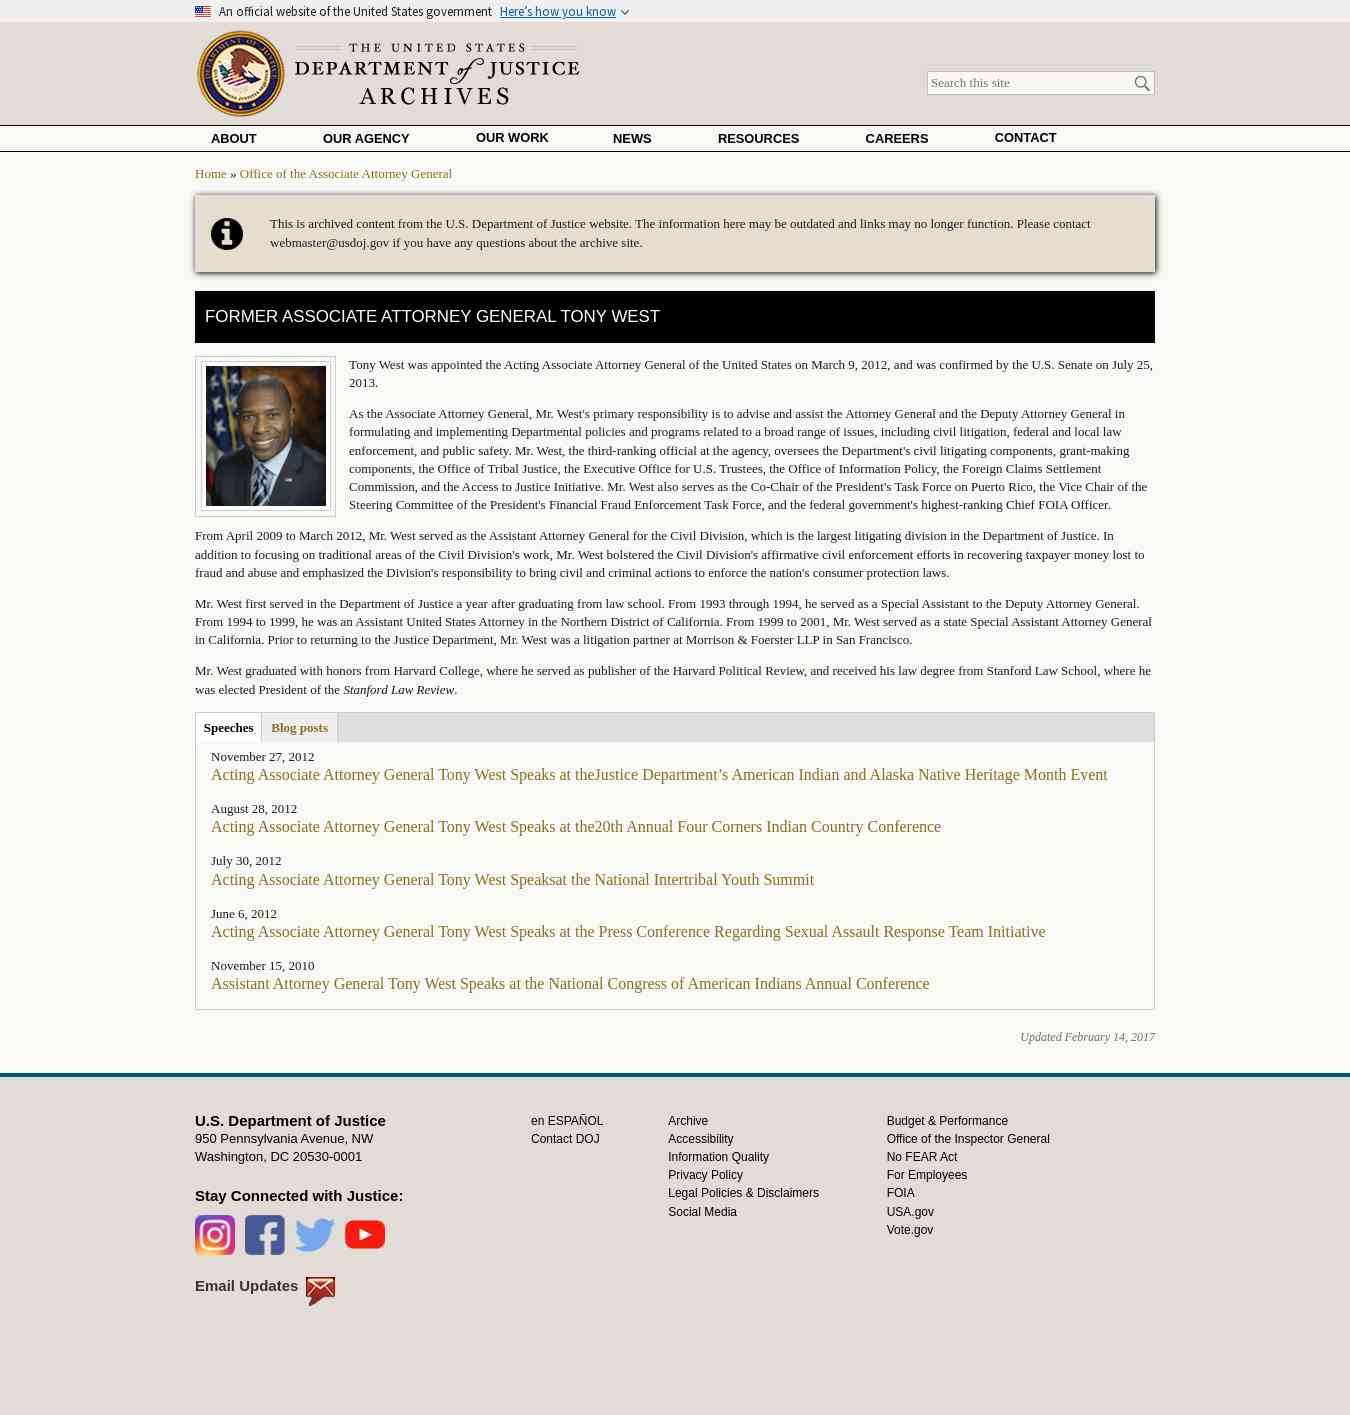 An official website of the United States government Here’s how you know
THE UNITED STATES
DEPARTMENT of JUSTICE
ARCHIVES
Search this site
ABOUT OUR AGENCY OUR WORK NEWS RESOURCES CAREERS CONTACT
Home » Office of the Associate Attorney General
This is archived content from the U.S. Department of Justice website. The information here may be outdated and links may no longer function. Please contact
webmaster@usdoj.gov if you have any questions about the archive site.
FORMER ASSOCIATE ATTORNEY GENERAL TONY WEST
Tony West was appointed the Acting Associate Attorney General of the United States on March 9, 2012, and was confirmed by the U.S. Senate on July 25,
2013.
As the Associate Attorney General, Mr. West's primary responsibility is to advise and assist the Attorney General and the Deputy Attorney General in
formulating and implementing Departmental policies and programs related to a broad range of issues, including civil litigation, federal and local law
enforcement, and public safety. Mr. West, the third-ranking official at the agency, oversees the Department's civil litigating components, grant-making
components, the Office of Tribal Justice, the Executive Office for U.S. Trustees, the Office of Information Policy, the Foreign Claims Settlement
Commission, and the Access to Justice Initiative. Mr. West also serves as the Co-Chair of the President's Task Force on Puerto Rico, the Vice Chair of the
Steering Committee of the President's Financial Fraud Enforcement Task Force, and the federal government's highest-ranking Chief FOIA Officer.
From April 2009 to March 2012, Mr. West served as the Assistant Attorney General for the Civil Division, which is the largest litigating division in the Department of Justice. In
addition to focusing on traditional areas of the Civil Division's work, Mr. West bolstered the Civil Division's affirmative civil enforcement efforts in recovering taxpayer money lost to
fraud and abuse and emphasized the Division's responsibility to bring civil and criminal actions to enforce the nation's consumer protection laws.
Mr. West first served in the Department of Justice a year after graduating from law school. From 1993 through 1994, he served as a Special Assistant to the Deputy Attorney General.
From 1994 to 1999, he was an Assistant United States Attorney in the Northern District of California. From 1999 to 2001, Mr. West served as a state Special Assistant Attorney General
in California. Prior to returning to the Justice Department, Mr. West was a litigation partner at Morrison & Foerster LLP in San Francisco.
Mr. West graduated with honors from Harvard College, where he served as publisher of the Harvard Political Review, and received his law degree from Stanford Law School, where he
was elected President of the Stanford Law Review.
Speeches Blog posts
November 27, 2012
Acting Associate Attorney General Tony West Speaks at theJustice Department’s American Indian and Alaska Native Heritage Month Event
August 28, 2012
Acting Associate Attorney General Tony West Speaks at the20th Annual Four Corners Indian Country Conference
July 30, 2012
Acting Associate Attorney General Tony West Speaksat the National Intertribal Youth Summit
June 6, 2012
Acting Associate Attorney General Tony West Speaks at the Press Conference Regarding Sexual Assault Response Team Initiative
November 15, 2010
Assistant Attorney General Tony West Speaks at the National Congress of American Indians Annual Conference
Updated February 14, 2017
U.S. Department of Justice
950 Pennsylvania Avenue, NW
Washington, DC 20530-0001
Stay Connected with Justice:
Email Updates
en ESPAÑOL
Contact DOJ
Archive
Accessibility
Information Quality
Privacy Policy
Legal Policies & Disclaimers
Social Media
Budget & Performance
Office of the Inspector General
No FEAR Act
For Employees
FOIA
USA.gov
Vote.gov